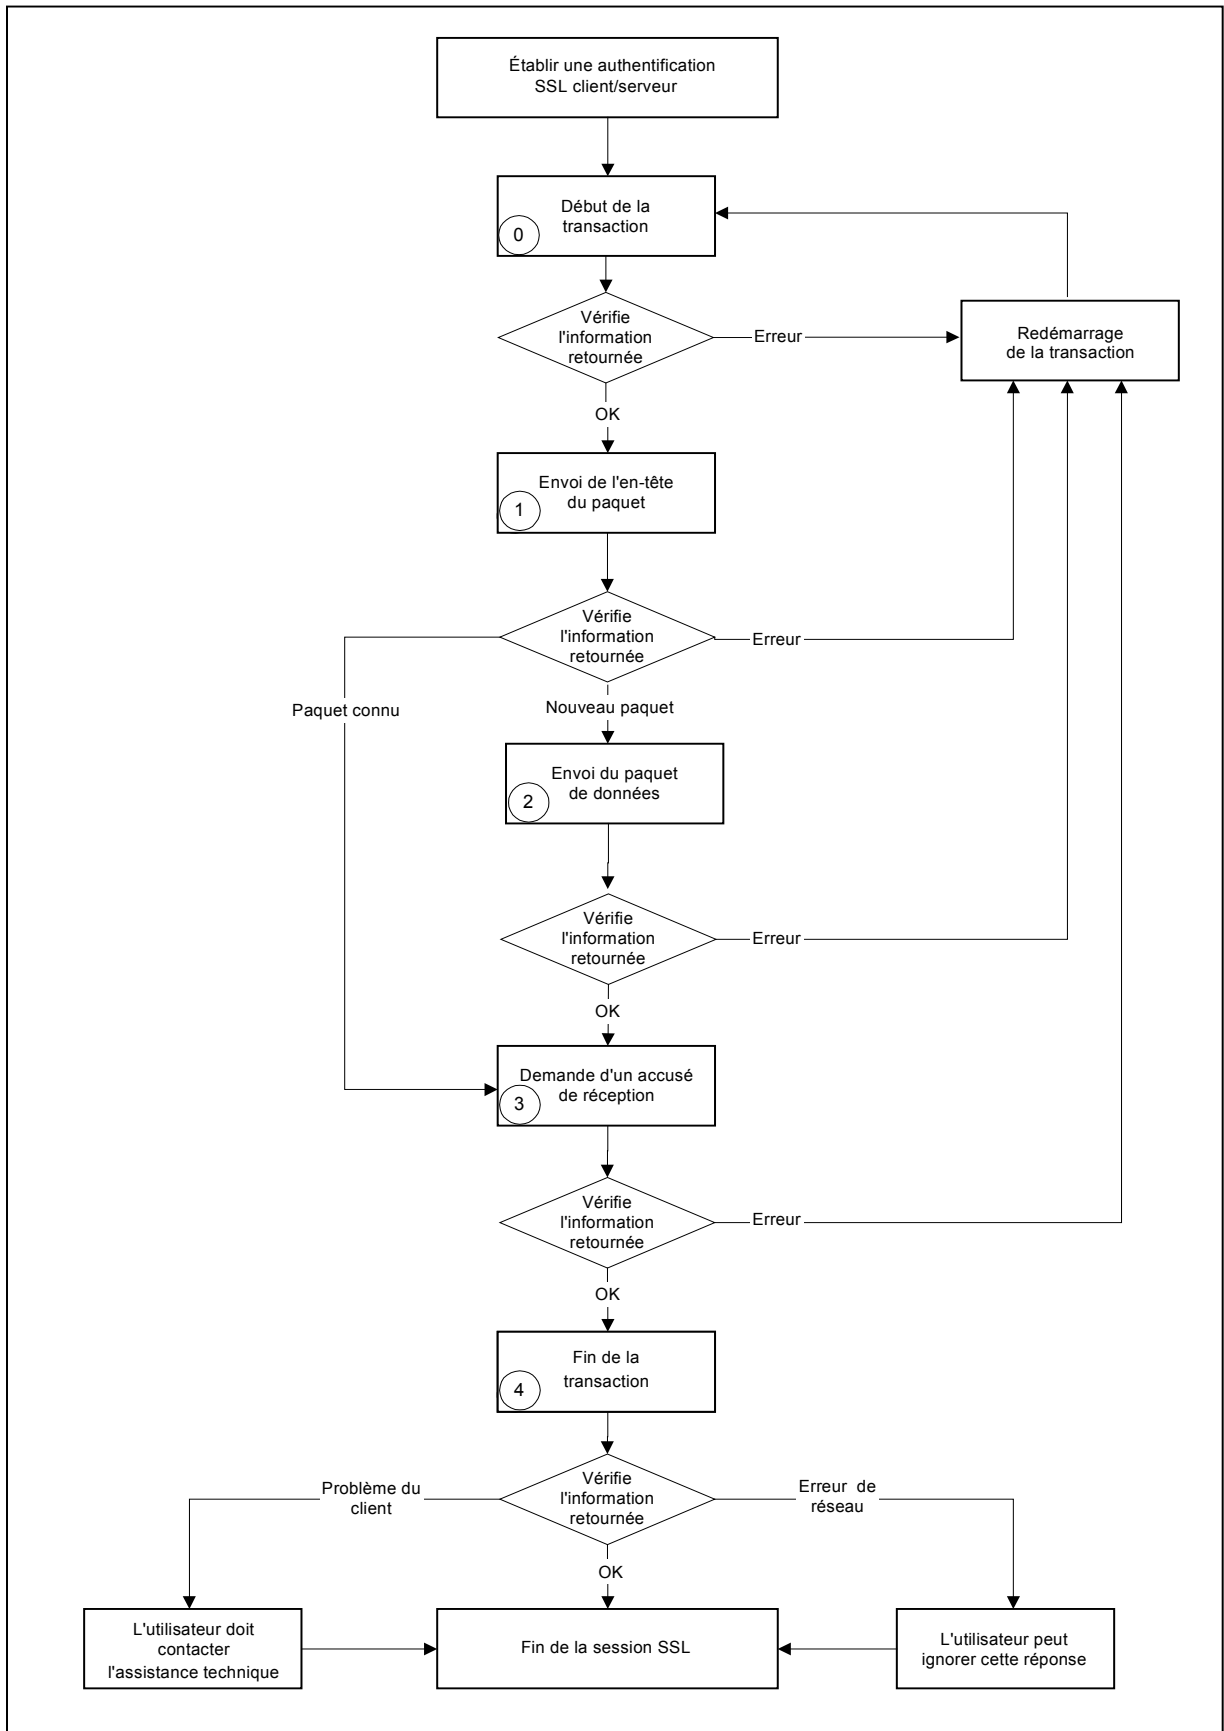 Établir une authentification
SSL client/serveur
Début de la
transaction
0
Vérifie
l'information
retournée
Erreur
Redémarrage
de la transaction
OK
Envoi de l'en-tête
du paquet
1
Vérifie
l'information
retournée
Erreur
Paquet connu
Nouveau paquet
Envoi du paquet
de données
2
Vérifie
l'information
retournée
Erreur
OK
Demande d'un accusé
de réception
3
Vérifie
l'information
retournée
Erreur
OK
Fin de la
transaction
4
Problème du
client
Vérifie
l'information
retournée
Erreur de
réseau
OK
L'utilisateur doit
contacter
l'assistance technique
Fin de la session SSL
L'utilisateur peut
ignorer cette réponse